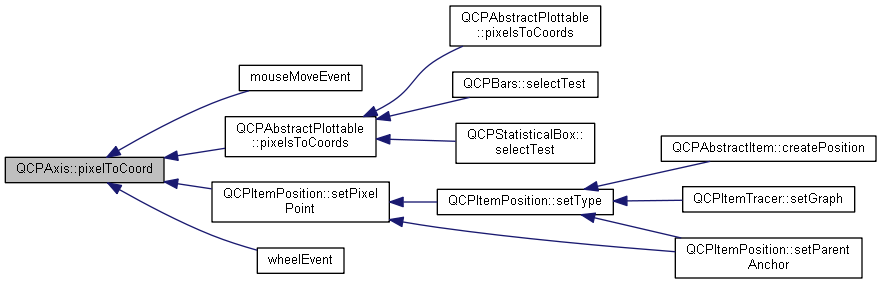 QCPAxis::pixelToCoord
mouseMoveEvent
QCPAbstractPlottable
::pixelsToCoords
QCPItemPosition::setPixel
Point
wheelEvent
QCPAbstractPlottable
::pixelsToCoords
QCPBars::selectTest
QCPStatisticalBox::
selectTest
QCPItemPosition::setType
QCPAbstractItem::createPosition
QCPItemTracer::setGraph
QCPItemPosition::setParent
Anchor